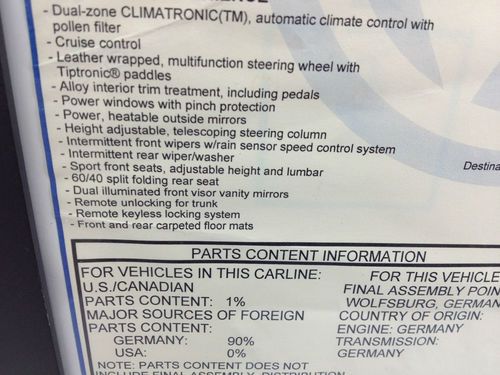 - Dual-zone CLIMATRONIC(TM), automatic climate control with
pollen filter
- Cruise control
- Leather wrapped, multifunction steering wheel with
Tiptronic® paddles
- Alloy interior trim treatment, including pedals
- Power windows with pinch protection
- Power, heatable outside mirrors
- Height adjustable, telescoping steering column
- Intermittent front wipers w/rain sensor speed control system
- Intermittent rear wiper/washer
- Sport front seats, adjustable height and lumbar
- 60/40 split folding rear seat
- Dual illuminated front visor vanity mirrors
- Remote unlocking for trunk
- Remote keyless locking system
- Front and rear carpeted floor mats
Destina
PARTS CONTENT INFORMATION
FOR VEHICLES IN THIS CARLINE:
U.S./CANADIAN
PARTS CONTENT: 1%
MAJOR SOURCES OF FOREIGN
PARTS CONTENT:
GERMANY: 90%
USA: 0%
NOTE: PARTS CONTENT DOES NOT
INCLUDE FINAL ASSEMBLY, DISTRIBUTION
FOR THIS VEHICLE
FINAL ASSEMBLY POIN
WOLFSBURG, GERMAN
COUNTRY OF ORIGIN:
ENGINE: GERMANY
TRANSMISSION:
GERMANY